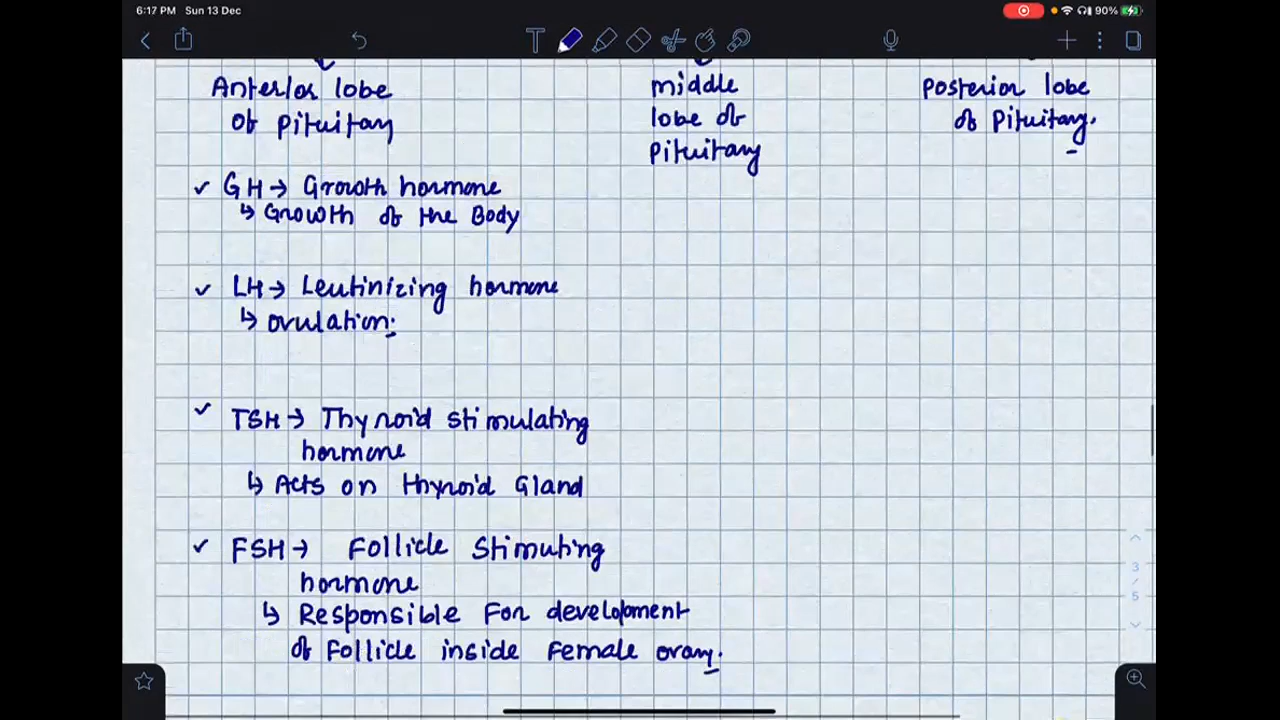 6:17 PM Sun 13 Dec
90%
Anterior lobe
of Pituitary
middle
lobe of
Pituitary
Posterior lobe
of Pituitary.
✓ GH → Growth hormone
↳ Growth of the Body
✓ LH → Leutinizing hormone
↳ ovulation.
✓ TSH → Thyroid stimulating
hormone
↳ Acts on thyroid Gland
✓ FSH → Follicle Stimuting
hormone
↳ Responsible For development
of Follicle inside Female ovary.
3
/
5